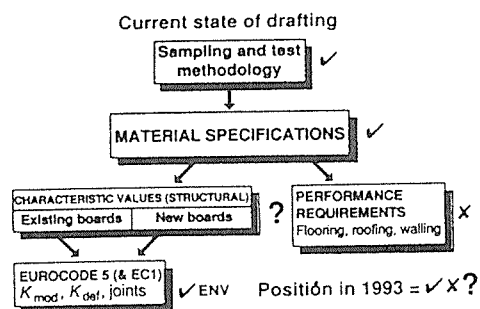 Current state of drafting
Sampling and test
methodology ✓
MATERIAL SPECIFICATIONS ✓
CHARACTERISTIC VALUES (STRUCTURAL)
Existing boards New boards ?
PERFORMANCE
REQUIREMENTS
Flooring, roofing, walling ✗
EUROCODE 5 (& EC1)
Kmod, Kdef, joints ✓ ENV
Position in 1993 = ✓ ✗ ?